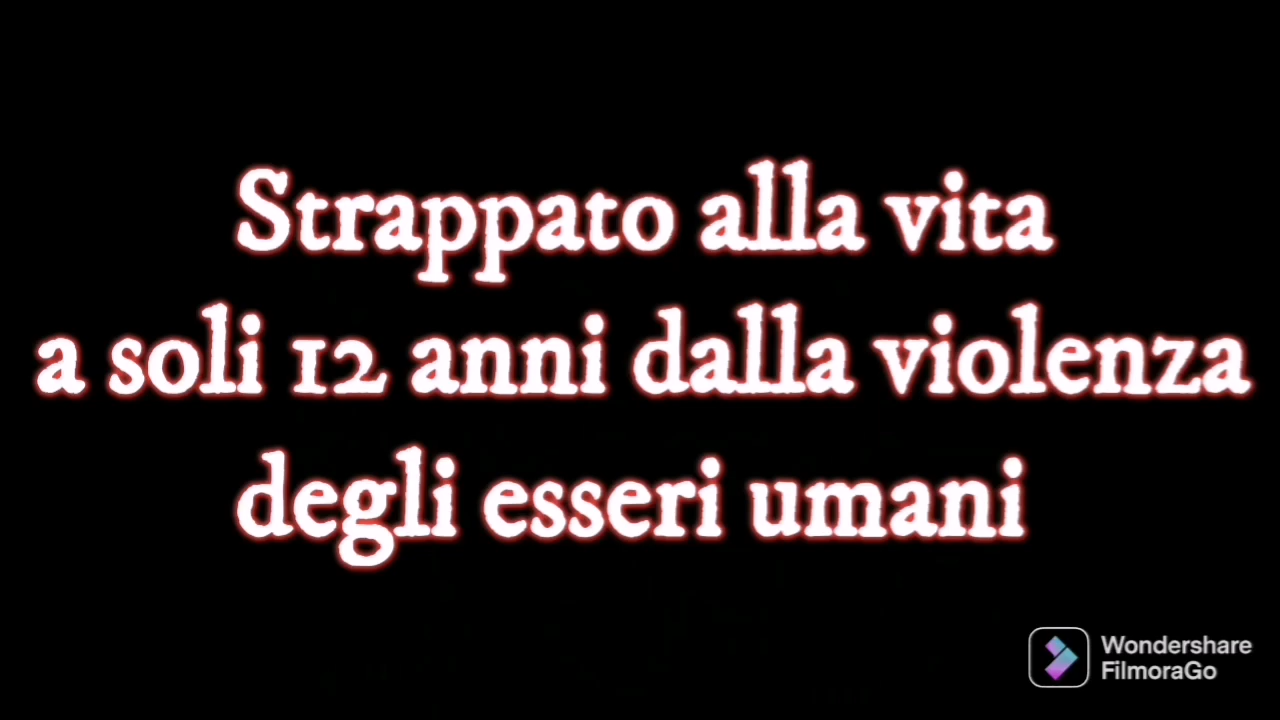 Strappato alla vita
a soli 12 anni dalla violenza
degli esseri umani
Wondershare
FilmoraGo